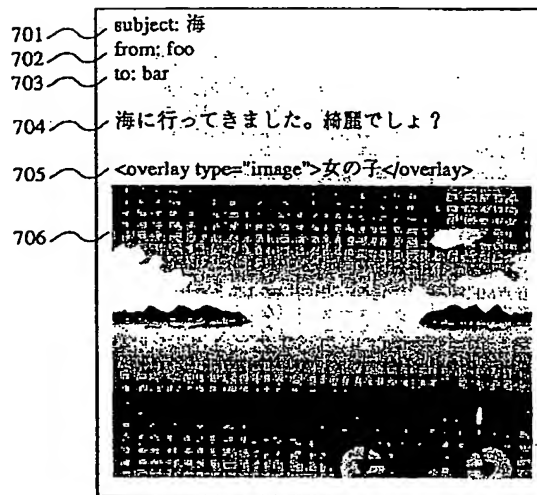 701 subject: 海
702 from: foo
703 to: bar
704 海に行ってきました。綺麗でしょ？
705 <overlay type="image">女の子</overlay>
706